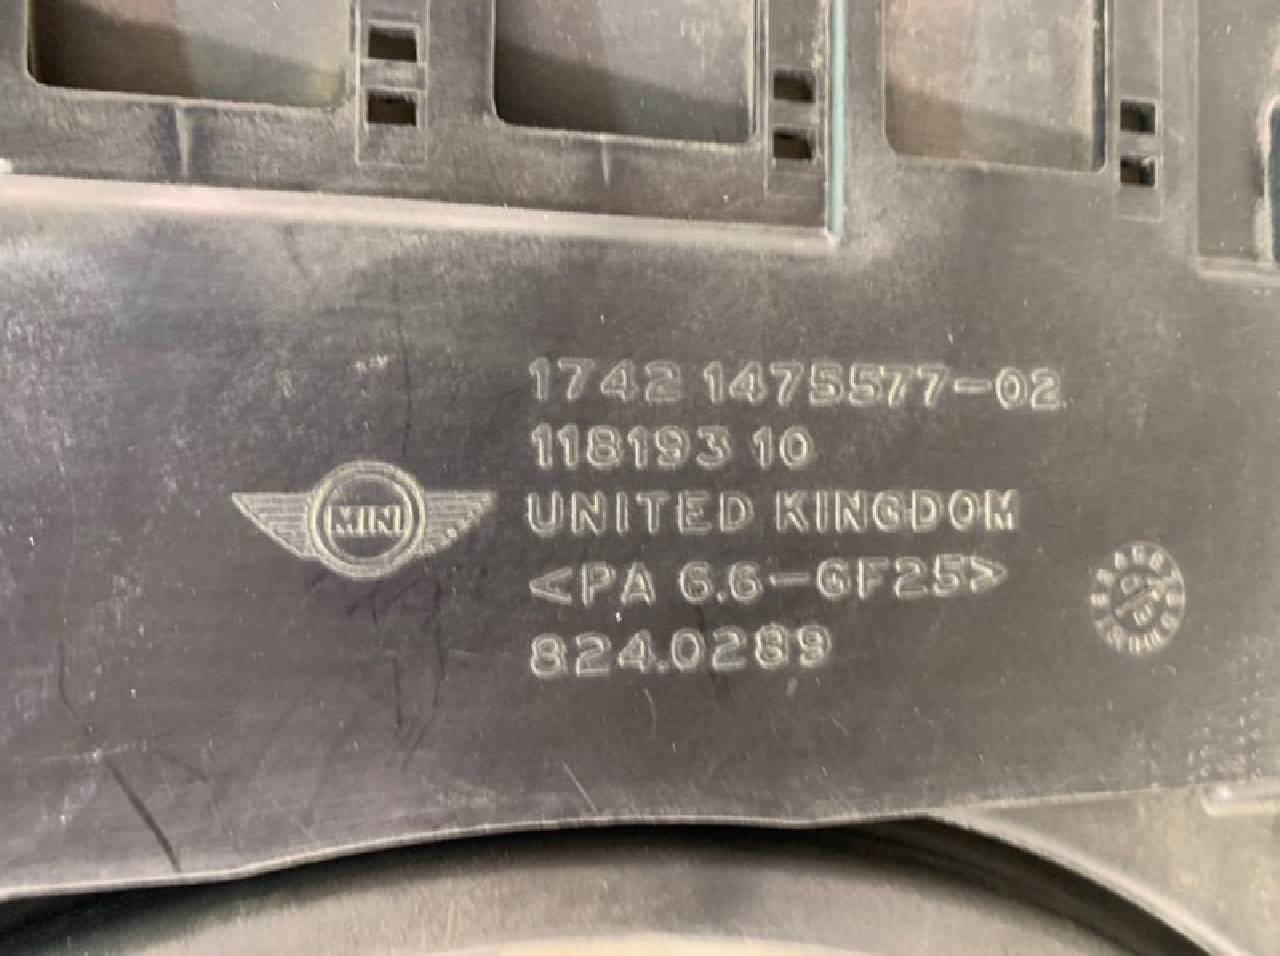 1742 1475577-02
118193 10
MINI
UNITED KINGDOM
<PA 6.6-GF25>
824.0289